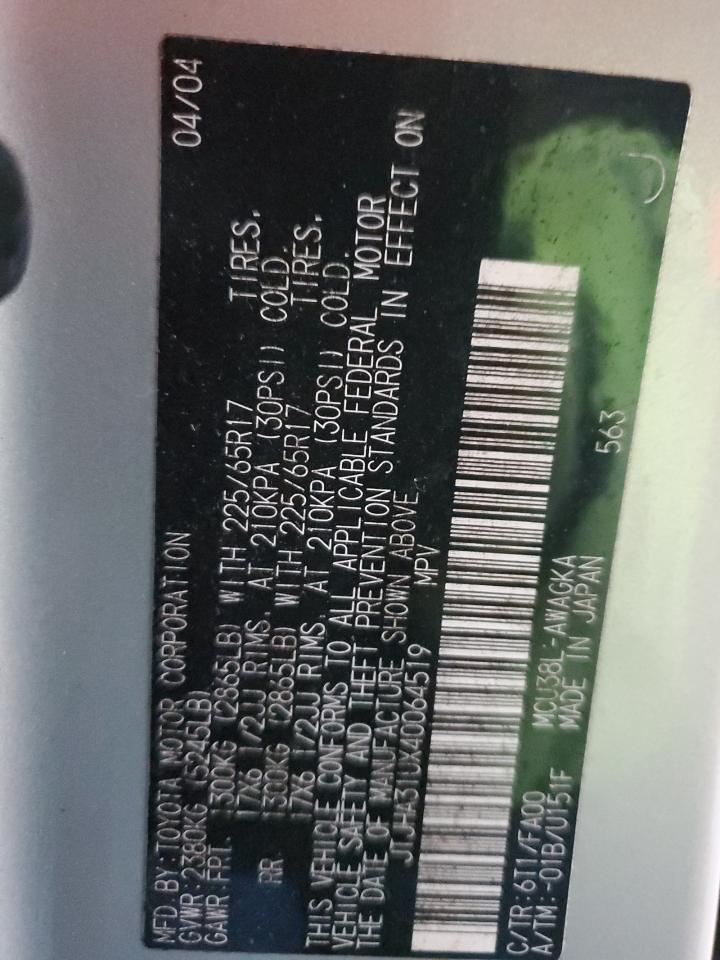 MFD. BY: TOYOTA MOTOR CORPORATION 04/04
GVWR: 2380KG (5245LB)
GAWR: FRT. 1300KG (2865LB) WITH 225/65R17 TIRES,
17X6 1/2JJ RIMS, AT 210KPA (30PSI) COLD.
RR. 1300KG (2865LB) WITH 225/65R17 TIRES,
17X6 1/2JJ RIMS, AT 210KPA (30PSI) COLD.
THIS VEHICLE CONFORMS TO ALL APPLICABLE FEDERAL MOTOR
VEHICLE SAFETY AND THEFT PREVENTION STANDARDS IN EFFECT ON
THE DATE OF MANUFACTURE SHOWN ABOVE.
JTJHA31UX40064519 MPV
563
C/TR: 6T1/FA00 MCU38L-AWAGKA
A/TM: -01B/U151F MADE IN JAPAN